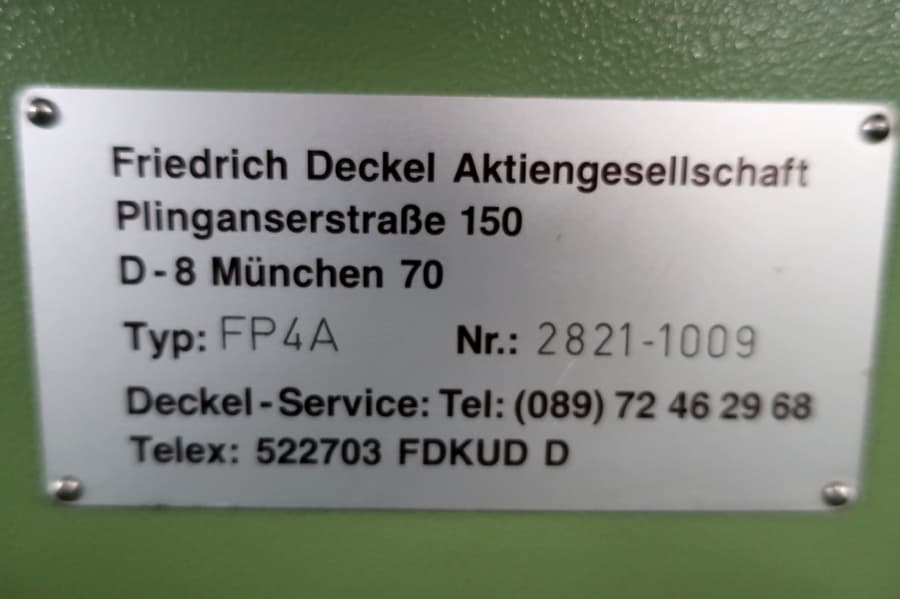 Friedrich Deckel Aktiengesellschaft
Plinganserstraße 150
D-8 München 70
Typ: FP4A Nr.: 2821-1009
Deckel-Service: Tel: (089) 72 46 29 68
Telex: 522703 FDKUD D